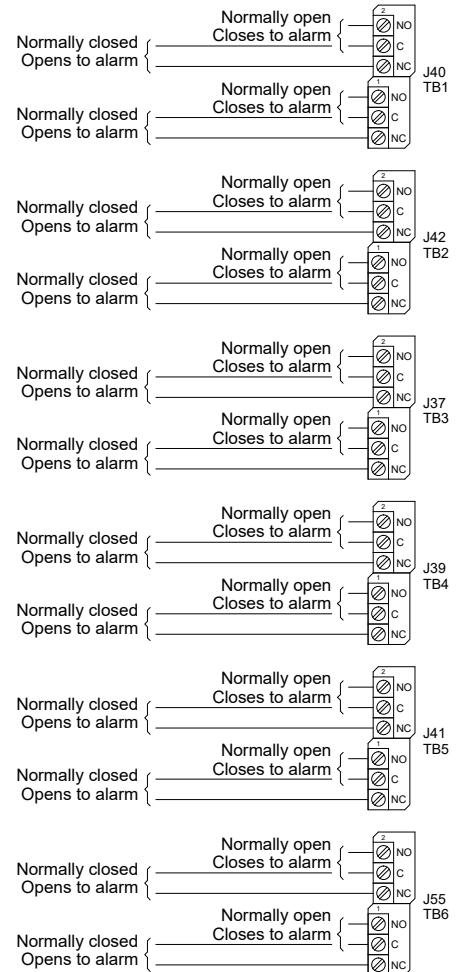 2
Normally open
NO
Closes to alarm
Normally closed
C
Opens to alarm
NC
J40
TB1
1
Normally open
NO
Closes to alarm
Normally closed
C
Opens to alarm
NC
2
Normally open
NO
Closes to alarm
Normally closed
C
Opens to alarm
NC
J42
TB2
1
Normally open
NO
Closes to alarm
Normally closed
C
Opens to alarm
NC
2
Normally open
NO
Closes to alarm
Normally closed
C
Opens to alarm
NC
J37
TB3
1
Normally open
NO
Closes to alarm
Normally closed
C
Opens to alarm
NC
2
Normally open
NO
Closes to alarm
Normally closed
C
Opens to alarm
NC
J39
TB4
1
Normally open
NO
Closes to alarm
Normally closed
C
Opens to alarm
NC
2
Normally open
NO
Closes to alarm
Normally closed
C
Opens to alarm
NC
J41
TB5
1
Normally open
NO
Closes to alarm
Normally closed
C
Opens to alarm
NC
2
Normally open
NO
Closes to alarm
Normally closed
C
Opens to alarm
NC
J55
TB6
1
Normally open
NO
Closes to alarm
Normally closed
C
Opens to alarm
NC